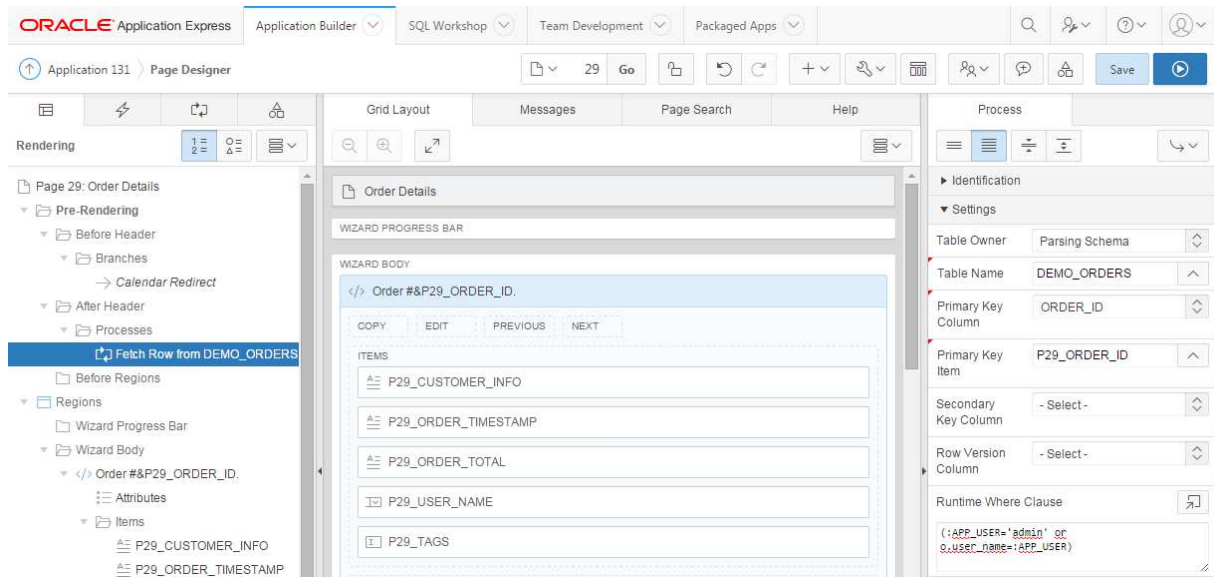 ORACLE Application Express Application Builder SQL Workshop Team Development Packaged Apps
Application 131 Page Designer 29 Go Save
Rendering
Page 29: Order Details
Pre-Rendering
Before Header
Branches
Calendar Redirect
After Header
Processes
Fetch Row from DEMO_ORDERS
Before Regions
Regions
Wizard Progress Bar
Wizard Body
Order #&P29_ORDER_ID.
Attributes
Items
P29_CUSTOMER_INFO
P29_ORDER_TIMESTAMP
Grid Layout Messages Page Search Help
Order Details
WIZARD PROGRESS BAR
WIZARD BODY
Order #&P29_ORDER_ID.
COPY EDIT PREVIOUS NEXT
ITEMS
P29_CUSTOMER_INFO
P29_ORDER_TIMESTAMP
P29_ORDER_TOTAL
P29_USER_NAME
P29_TAGS
Process
Identification
Settings
Table Owner Parsing Schema
Table Name DEMO_ORDERS
Primary Key ORDER_ID
Column
Primary Key P29_ORDER_ID
Item
Secondary - Select -
Key Column
Row Version - Select -
Column
Runtime Where Clause
(:APP_USER='admin' or
o.user_name=:APP_USER)